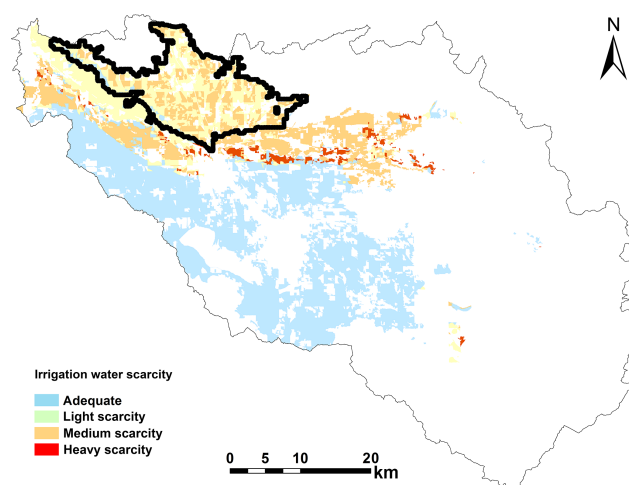 N
Irrigation water scarcity
Adequate
Light scarcity
Medium scarcity
Heavy scarcity
0 5 10 20
km